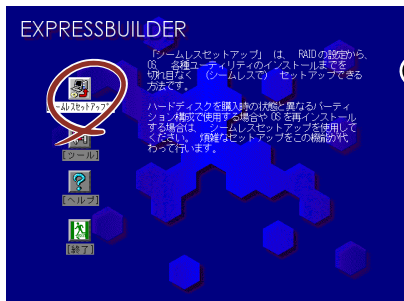 EXPRESSBUILDER
「シームレスセットアップ」 は、 RAIDの設定から、
OS、 各種ユーティリティのインストールまでを
切れ目なく （シームレスで） セットアップできる
方法です。
ハードディスクを購入時の状態と異なるパーティ
ション構成で使用する場合や OS を再インストール
する場合は、 シームレスセットアップを使用して
ください。 煩雑なセットアップをこの機能が代
わって行います。
ームレスセットアップ
[ツール]
[ヘルプ]
[終了]